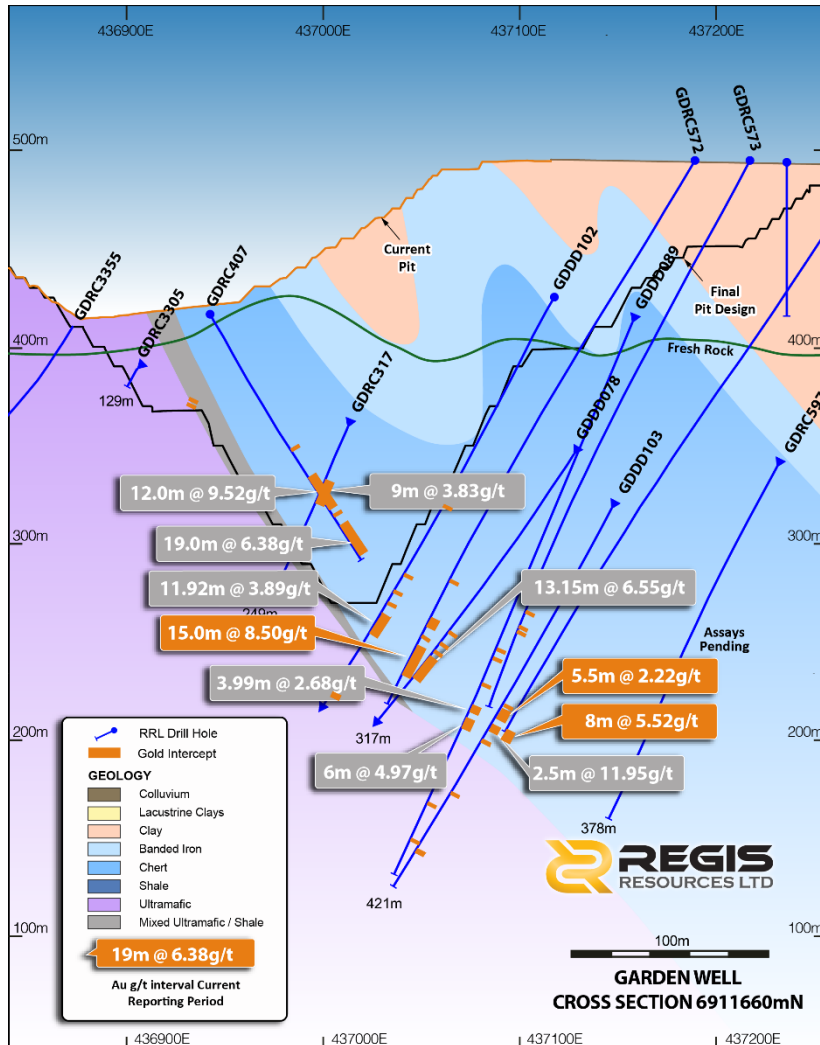 436900E
437000E
437100E
437200E
500m
GDRC572
GDRC573
Current
Pit
GDRC3355
GDRC3305
GDRC407
GDDD102
GDDD089
Final
Pit Design
400m
Fresh Rock
400m
129m
GDRC317
GDDD078
GDDD103
GDRC597
12.0m @ 9.52g/t
9m @ 3.83g/t
300m
19.0m @ 6.38g/t
300m
11.92m @ 3.89g/t
13.15m @ 6.55g/t
249m
15.0m @ 8.50g/t
Assays
Pending
3.99m @ 2.68g/t
5.5m @ 2.22g/t
200m
317m
8m @ 5.52g/t
200m
6m @ 4.97g/t
2.5m @ 11.95g/t
RRL Drill Hole
Gold Intercept
GEOLOGY
Colluvium
Lacustrine Clays
Clay
Banded Iron
Chert
Shale
Ultramafic
Mixed Ultramafic / Shale
19m @ 6.38g/t
Au g/t interval Current
Reporting Period
378m
421m
REGIS
RESOURCES LTD
100m
100m
100m
GARDEN WELL
CROSS SECTION 6911660mN
436900E
437000E
437100E
437200E